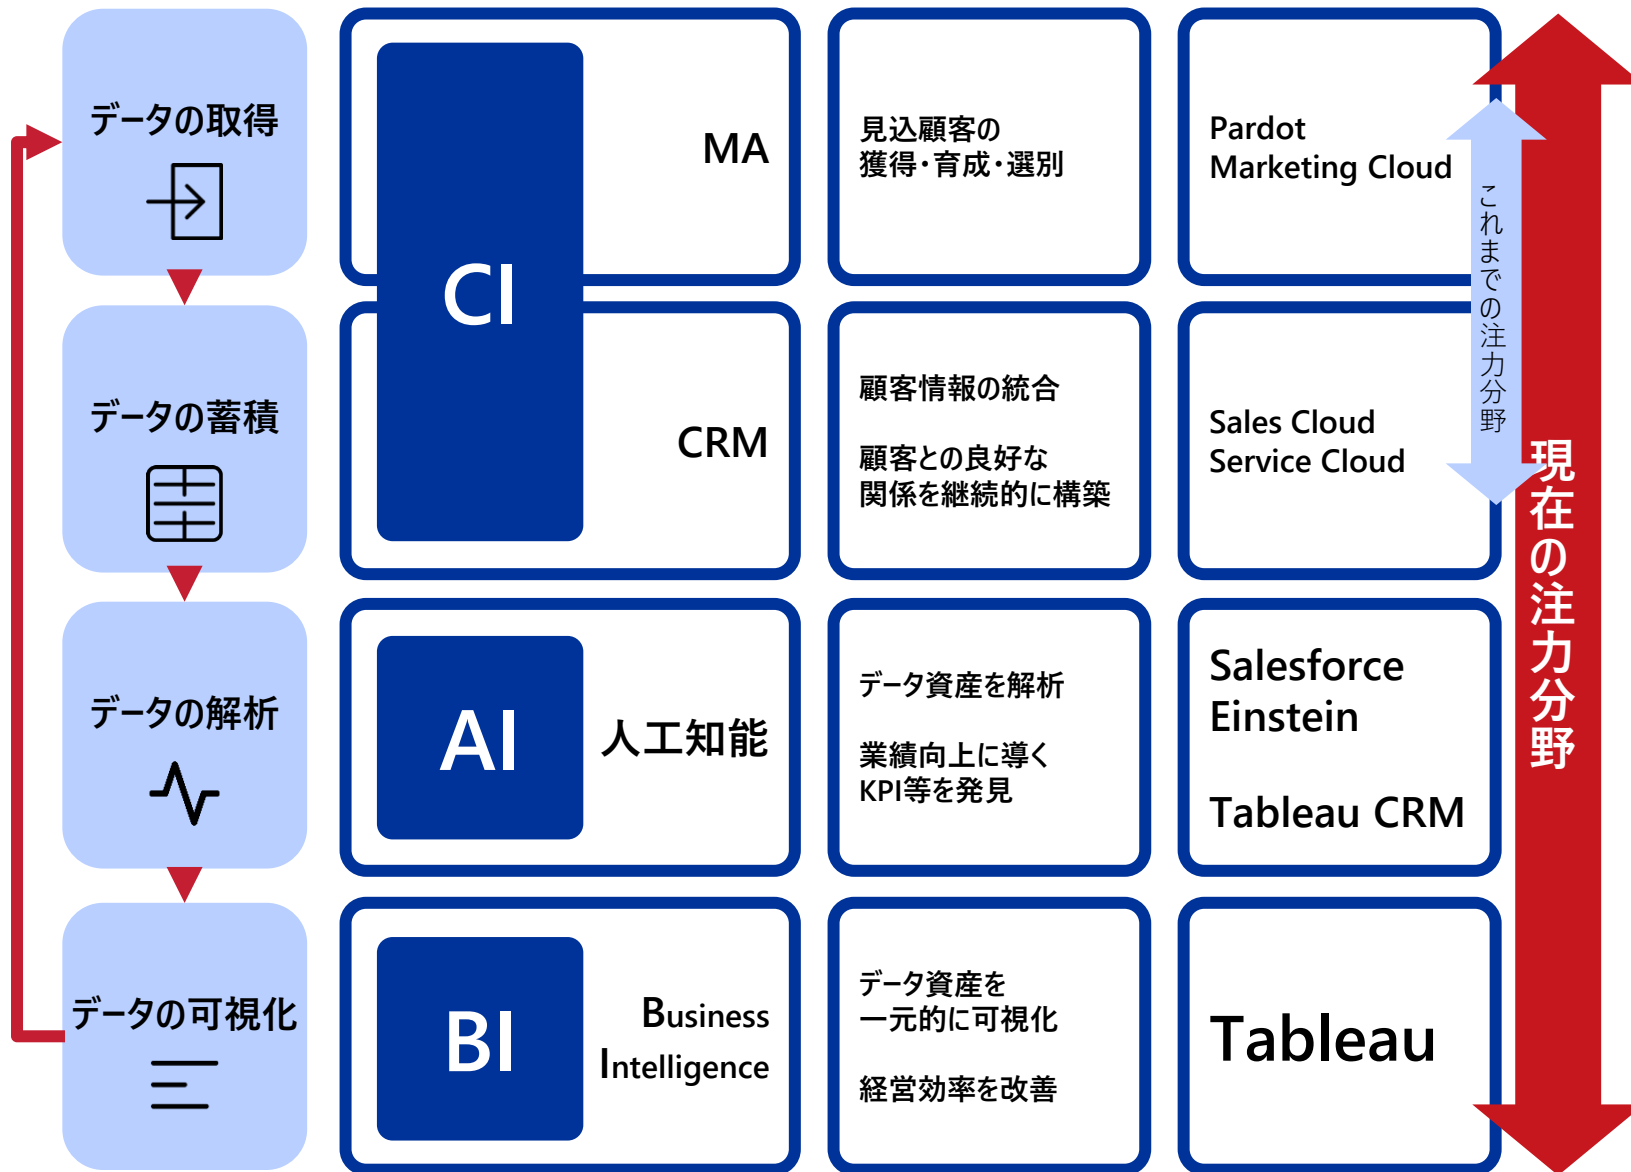 データの取得
CI
MA
見込顧客の
獲得・育成・選別
Pardot
Marketing Cloud
これまでの注力分野
現在の注力分野
データの蓄積
CRM
顧客情報の統合
顧客との良好な
関係を継続的に構築
Sales Cloud
Service Cloud
データの解析
AI
人工知能
データ資産を解析
業績向上に導く
KPI等を発見
Salesforce
Einstein
Tableau CRM
データの可視化
BI
Business
Intelligence
データ資産を
一元的に可視化
経営効率を改善
Tableau